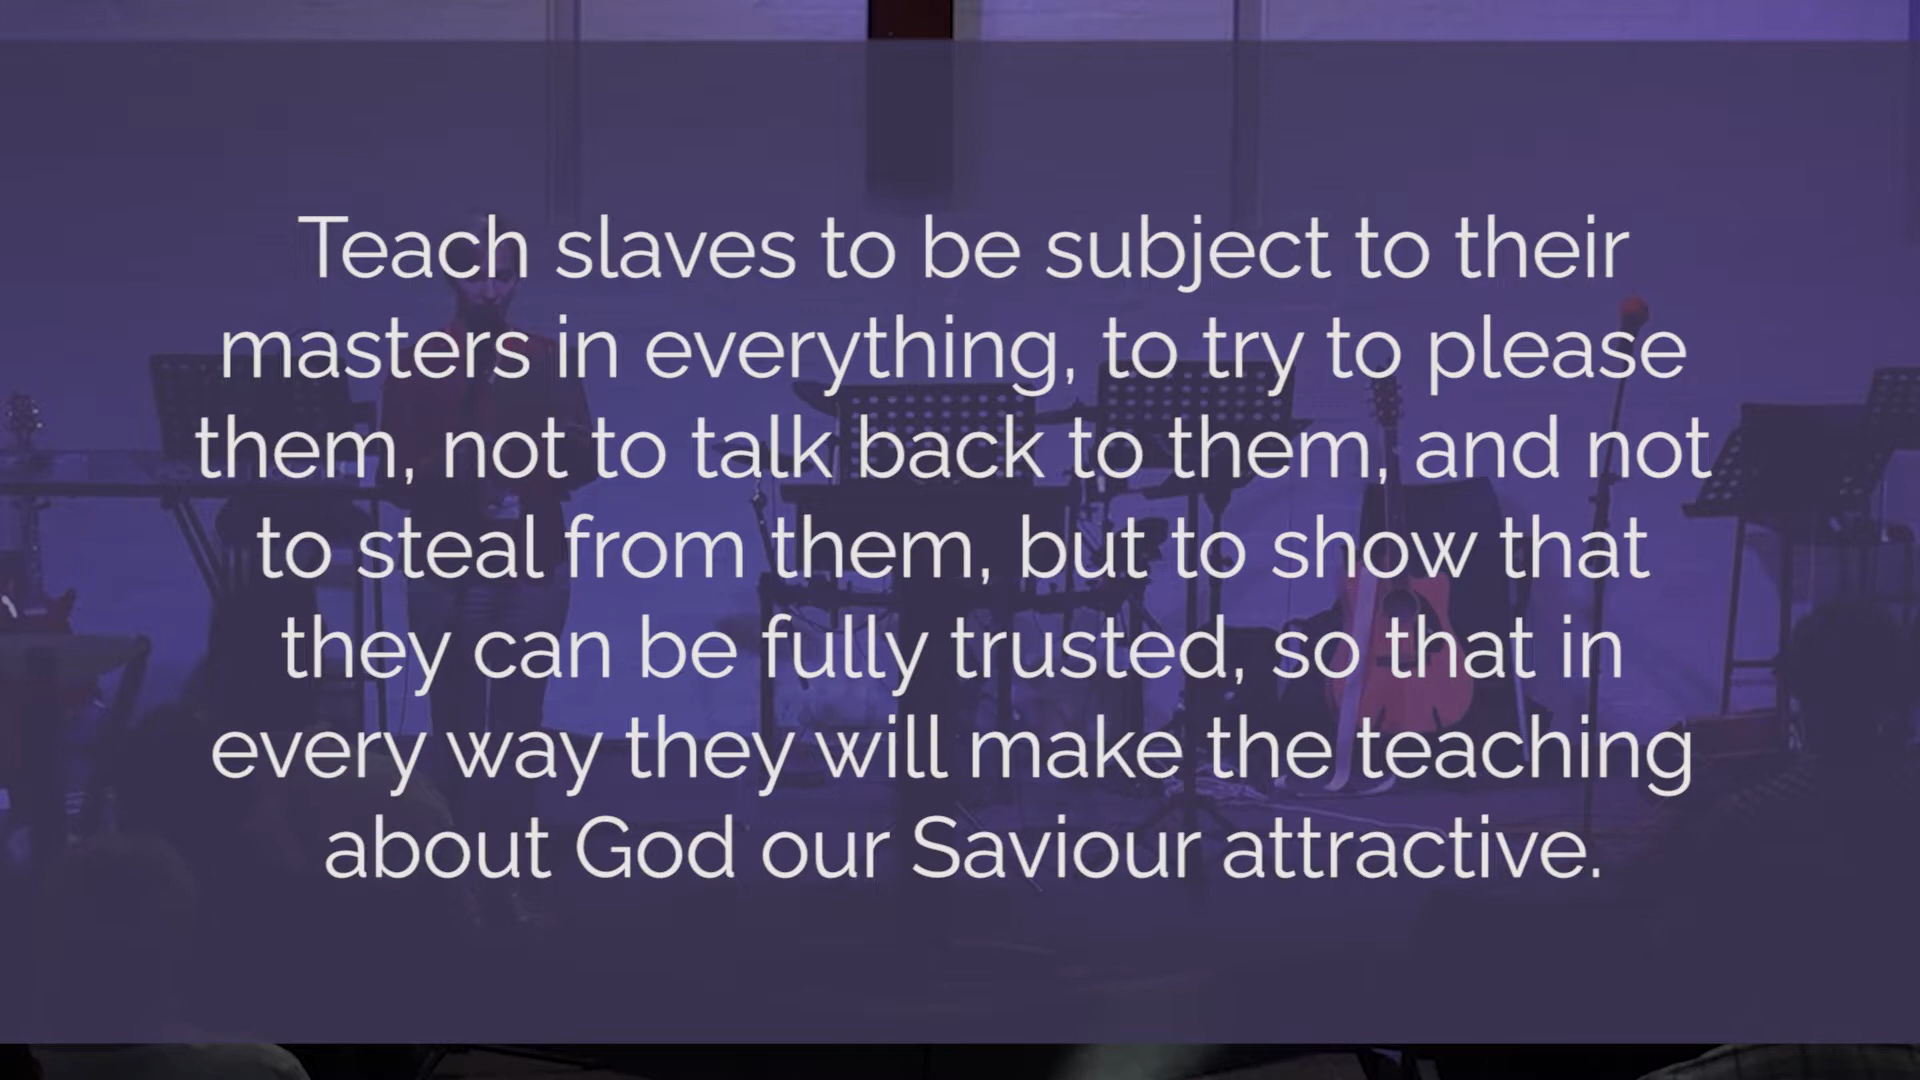 Teach slaves to be subject to their
masters in everything, to try to please
them, not to talk back to them, and not
to steal from them, but to show that
they can be fully trusted, so that in
every way they will make the teaching
about God our Saviour attractive.